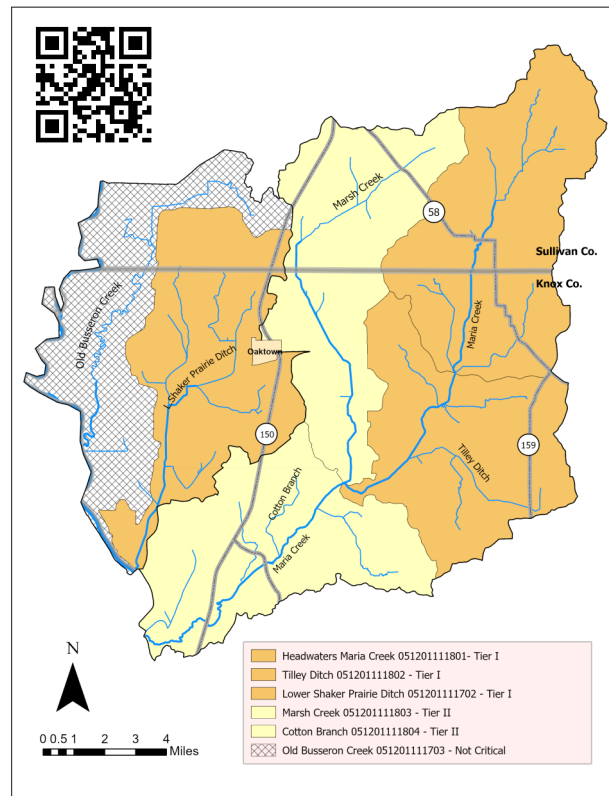 Marsh Creek
58
Sullivan Co.
Knox Co.
Old Busseron Creek
Maria Creek
Oaktown
Shaker Prairie Ditch
150
159
Tilley Ditch
Cotton Branch
Maria Creek
N
0 0.5 1 2 3 4
Miles
Headwaters Maria Creek 051201111801- Tier I
Tilley Ditch 051201111802 - Tier I
Lower Shaker Prairie Ditch 051201111702 - Tier I
Marsh Creek 051201111803 - Tier II
Cotton Branch 051201111804 - Tier II
Old Busseron Creek 051201111703 - Not Critical